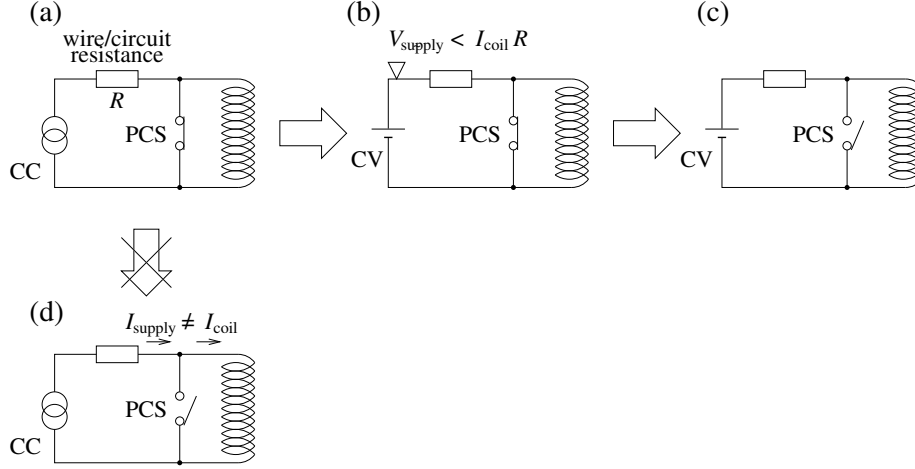 (a)
wire/circuit
resistance
R
PCS
CC
(b)
V_supply < I_coil R
PCS
CV
(c)
PCS
CV
(d)
I_supply ≠ I_coil
PCS
CC